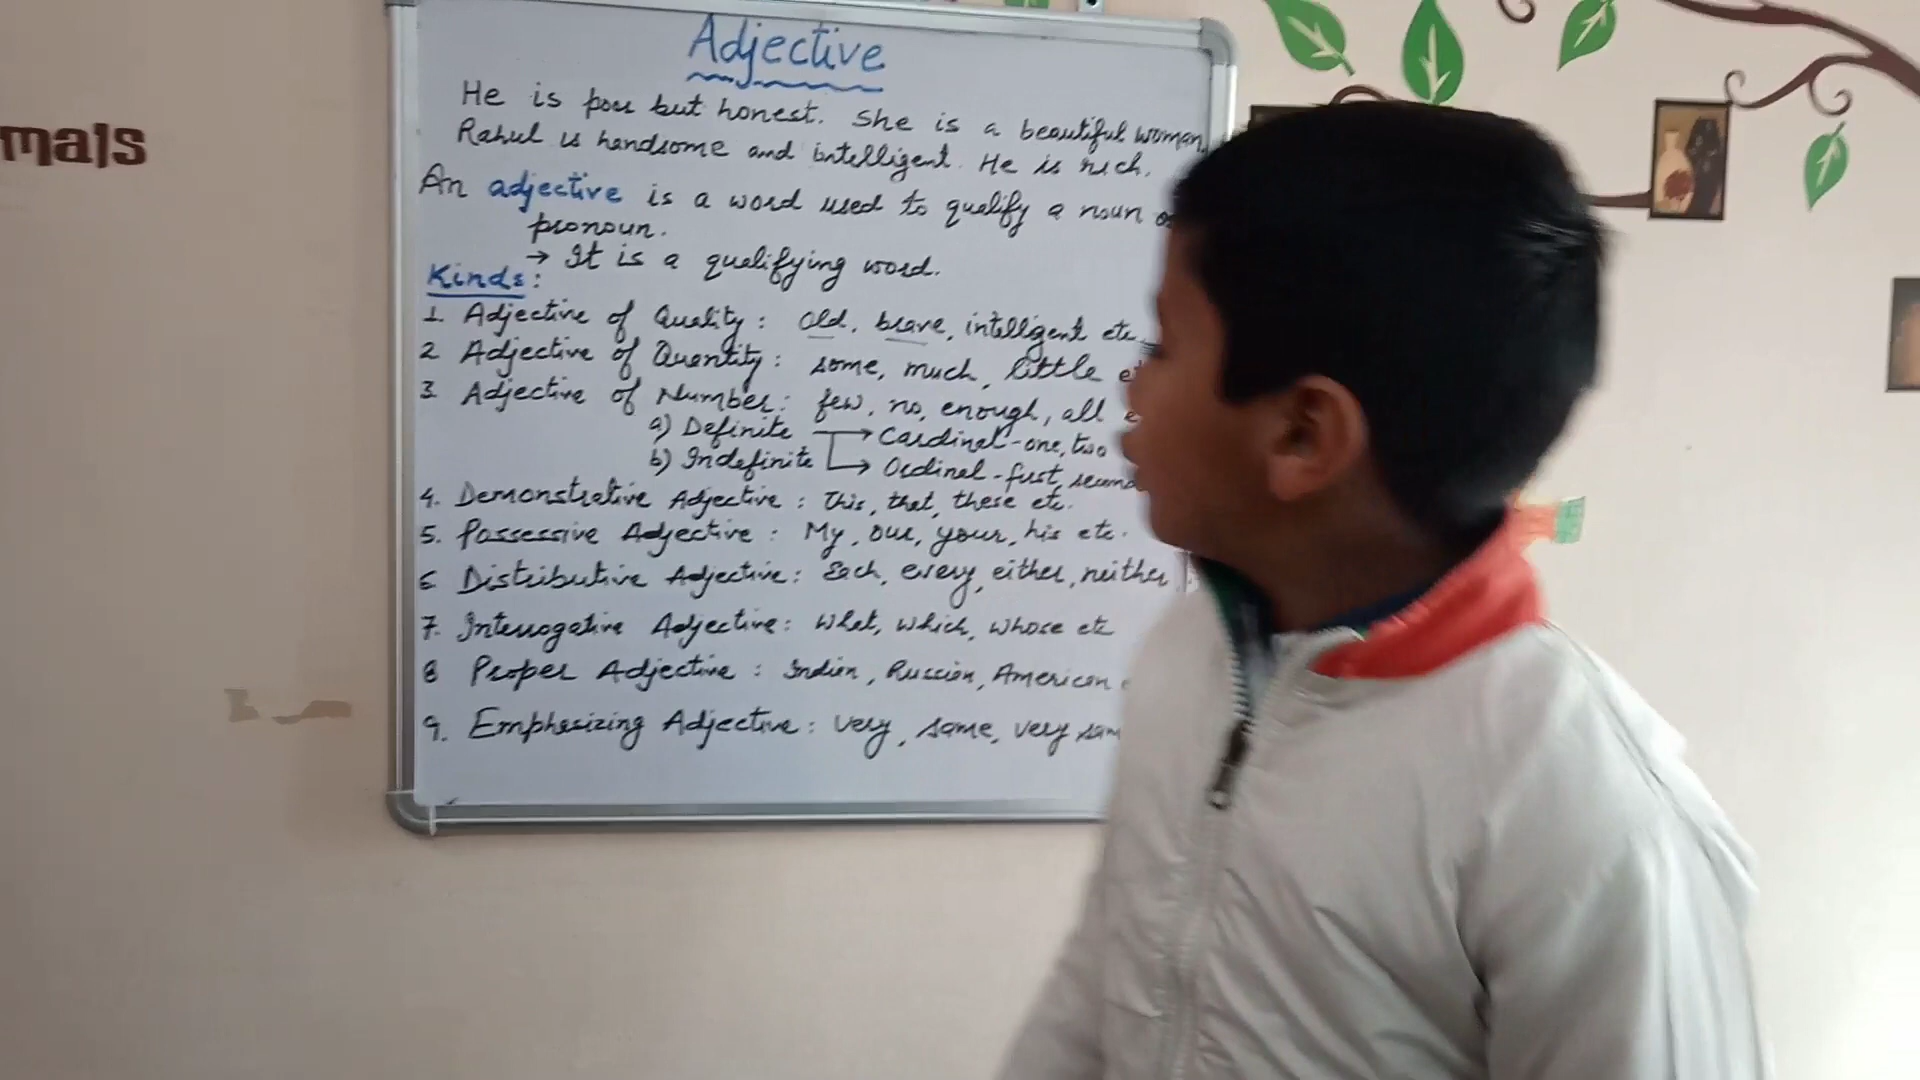 mals
Adjective
He is poor but honest. She is a beautiful woman.
Rahul is handsome and intelligent. He is rich.
An adjective is a word used to qualify a noun or
pronoun.
→ It is a qualifying word.
Kinds:
1. Adjective of Quality: Old, brave, intelligent etc.
2 Adjective of Quantity: some, much, little
3. Adjective of Number: few, no, enough, all
a) Definite → Cardinal - one, two
b) Indefinite → Ordinal - first, second
4. Demonstrative Adjective: This, that, these etc.
5. Possessive Adjective: My, our, your, his etc.
6 Distributive Adjective: Each, every, either, neither
7. Interrogative Adjective: What, which, whose etc
8 Proper Adjective: Indian, Russian, American
9. Emphasizing Adjective: Very, same, very